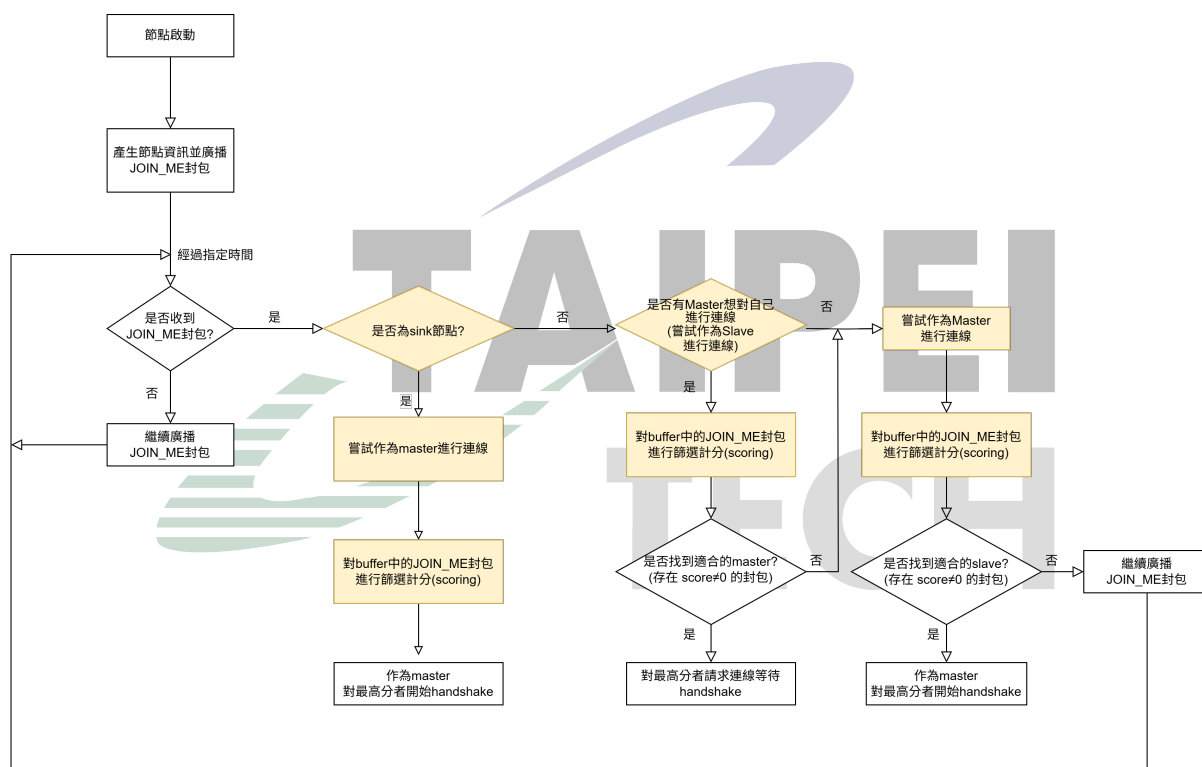 節點啟動
產生節點資訊並廣播
JOIN_ME封包
經過指定時間
是否收到
JOIN_ME封包?
是
否
繼續廣播
JOIN_ME封包
是否為sink節點?
否
是
嘗試作為master進行連線
對buffer中的JOIN_ME封包
進行篩選計分(scoring)
作為master
對最高分者開始handshake
是否有Master想對自己
進行連線
(嘗試作為Slave
進行連線)
否
是
對buffer中的JOIN_ME封包
進行篩選計分(scoring)
是否找到適合的master?
(存在 score≠0 的封包)
否
是
對最高分者請求連線等待
handshake
嘗試作為Master
進行連線
對buffer中的JOIN_ME封包
進行篩選計分(scoring)
是否找到適合的slave?
(存在 score≠0 的封包)
否
是
作為master
對最高分者開始handshake
繼續廣播
JOIN_ME封包
TAIPEI
TECH